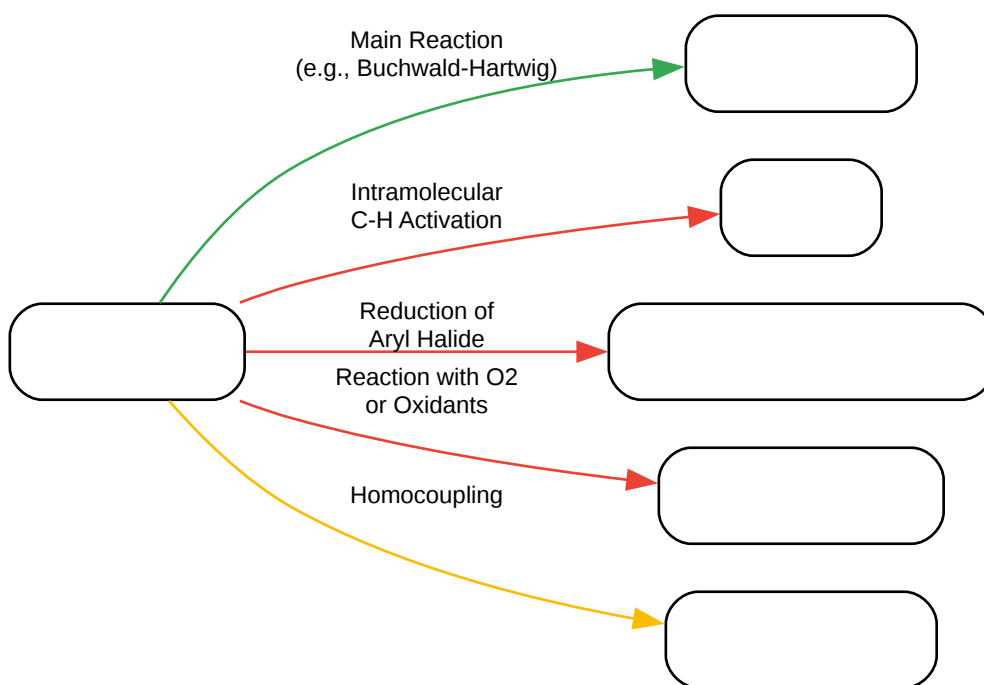 Main Reaction
(e.g., Buchwald-Hartwig)
Intramolecular
C-H Activation
Reduction of
Aryl Halide
Reaction with O2
or Oxidants
Homocoupling